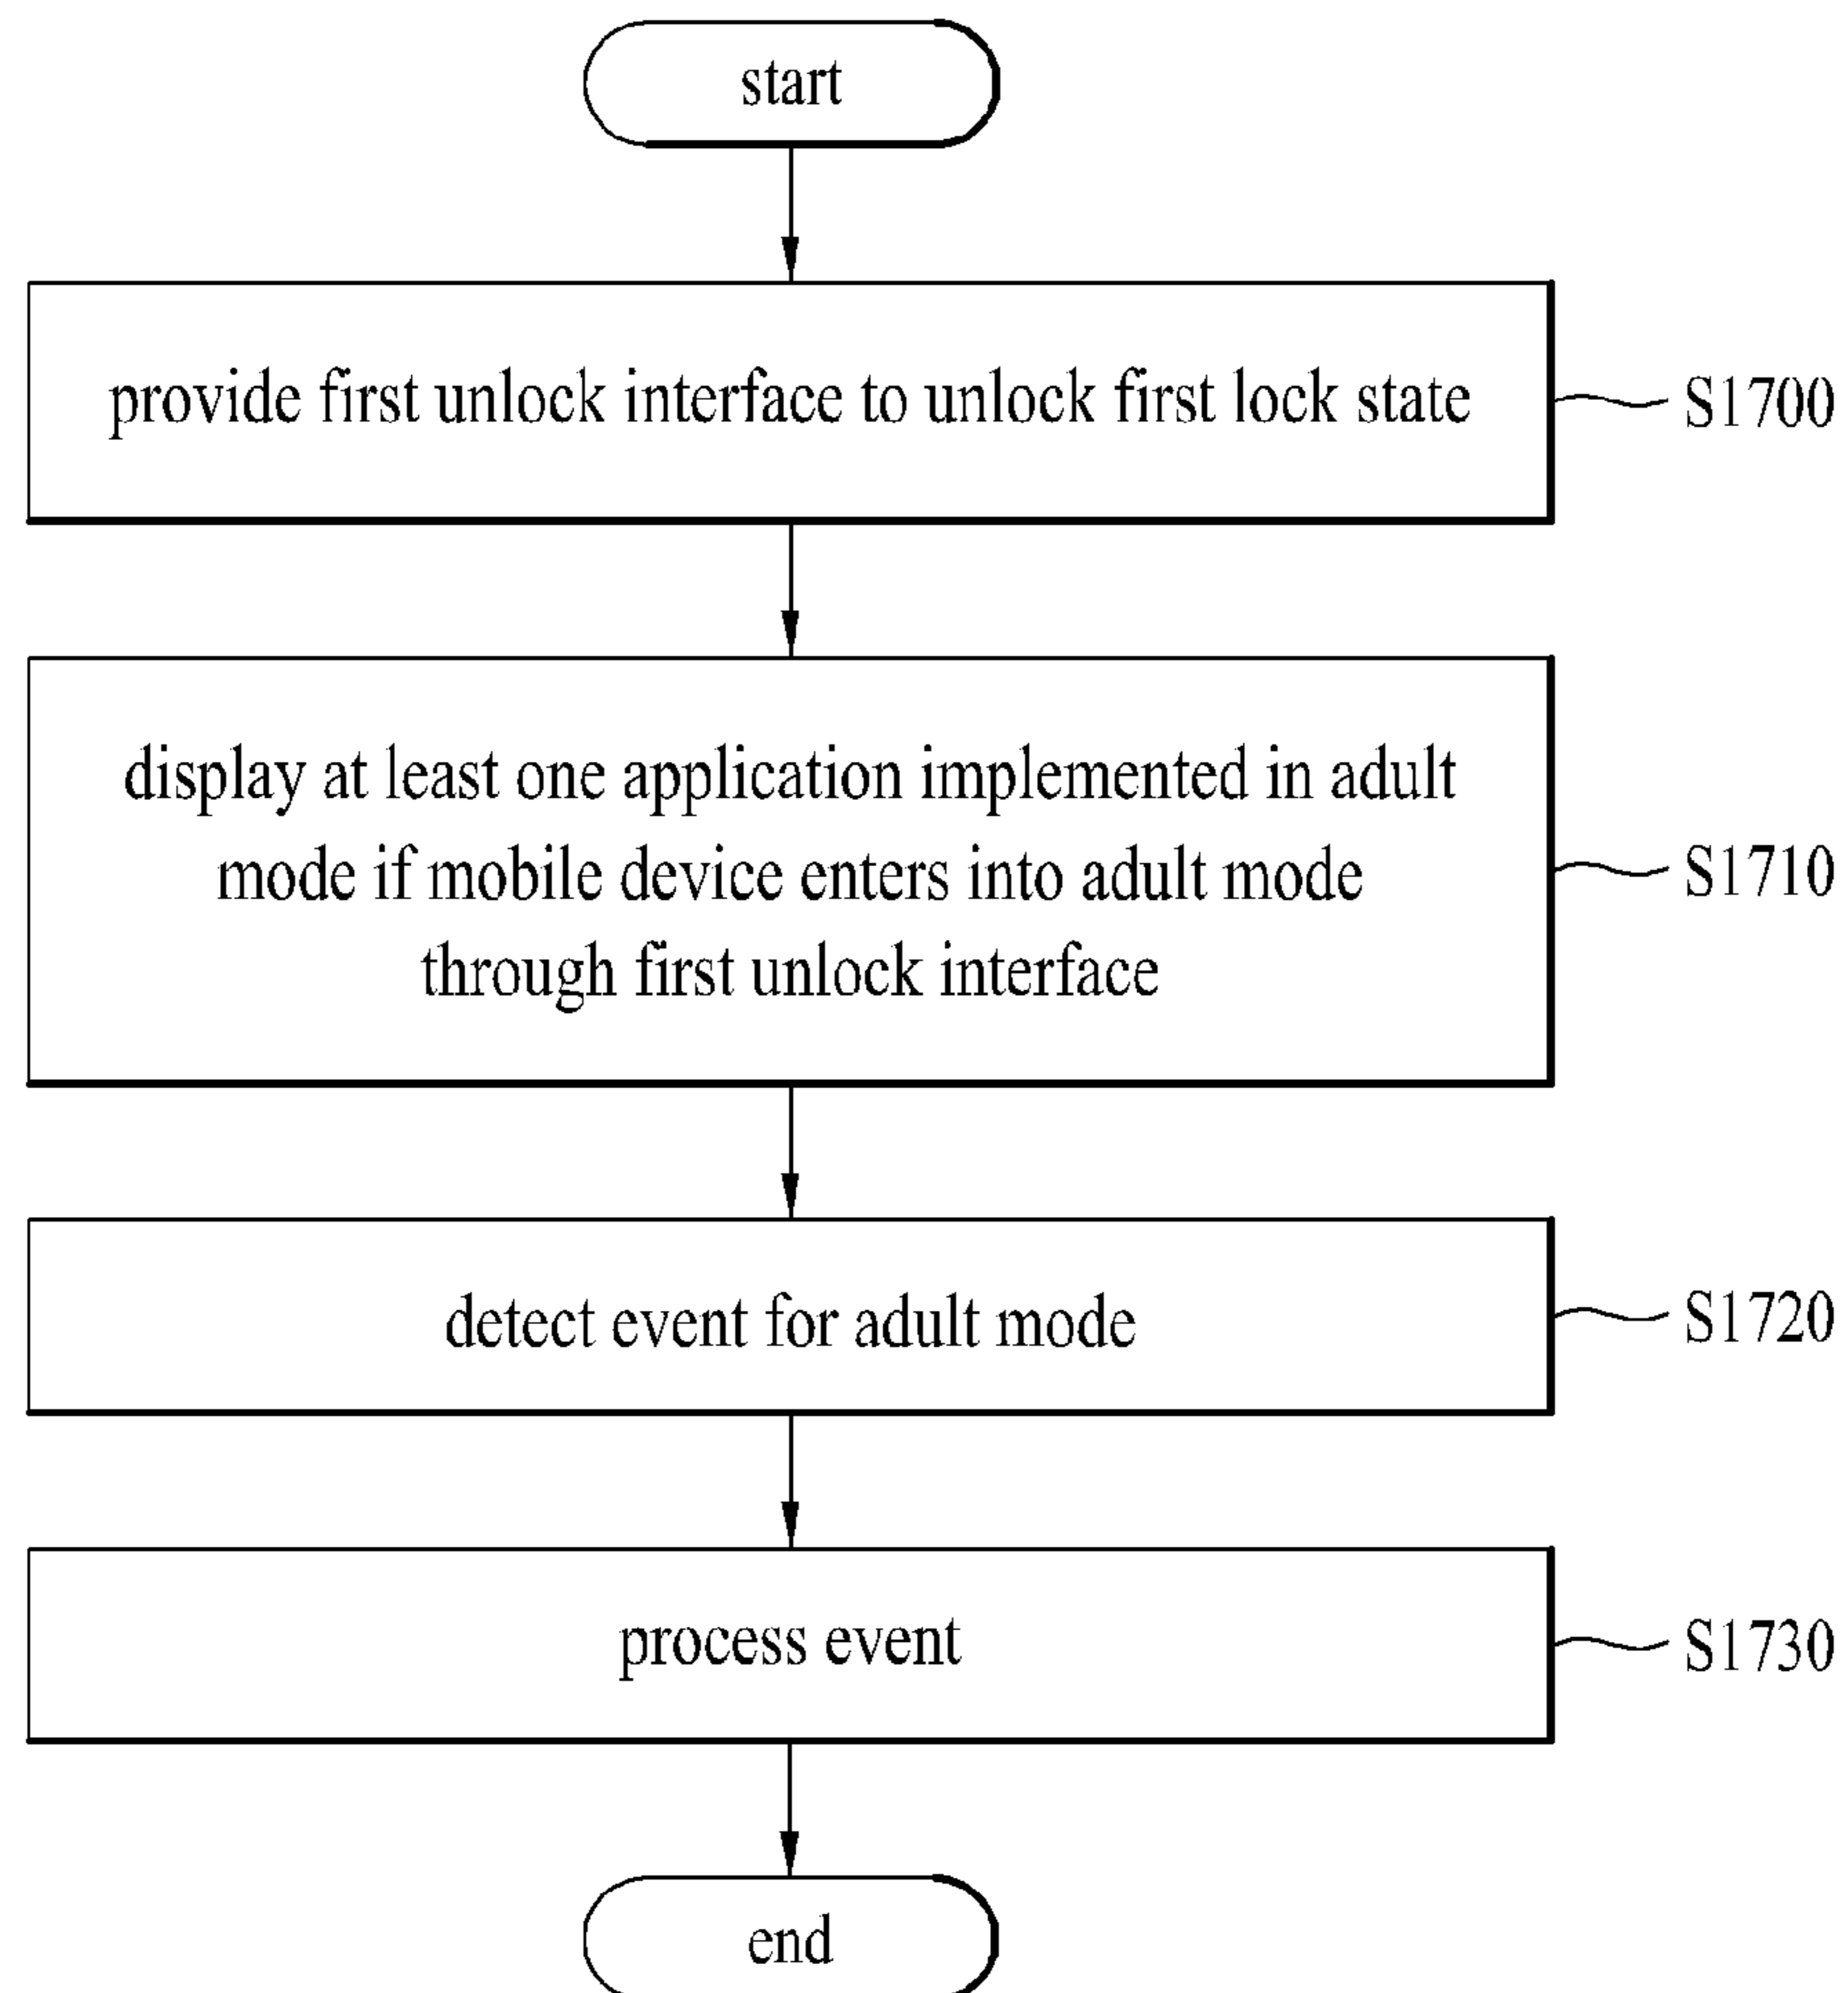 start
provide first unlock interface to unlock first lock state
S1700
display at least one application implemented in adult
mode if mobile device enters into adult mode
through first unlock interface
S1710
detect event for adult mode
S1720
process event
S1730
end